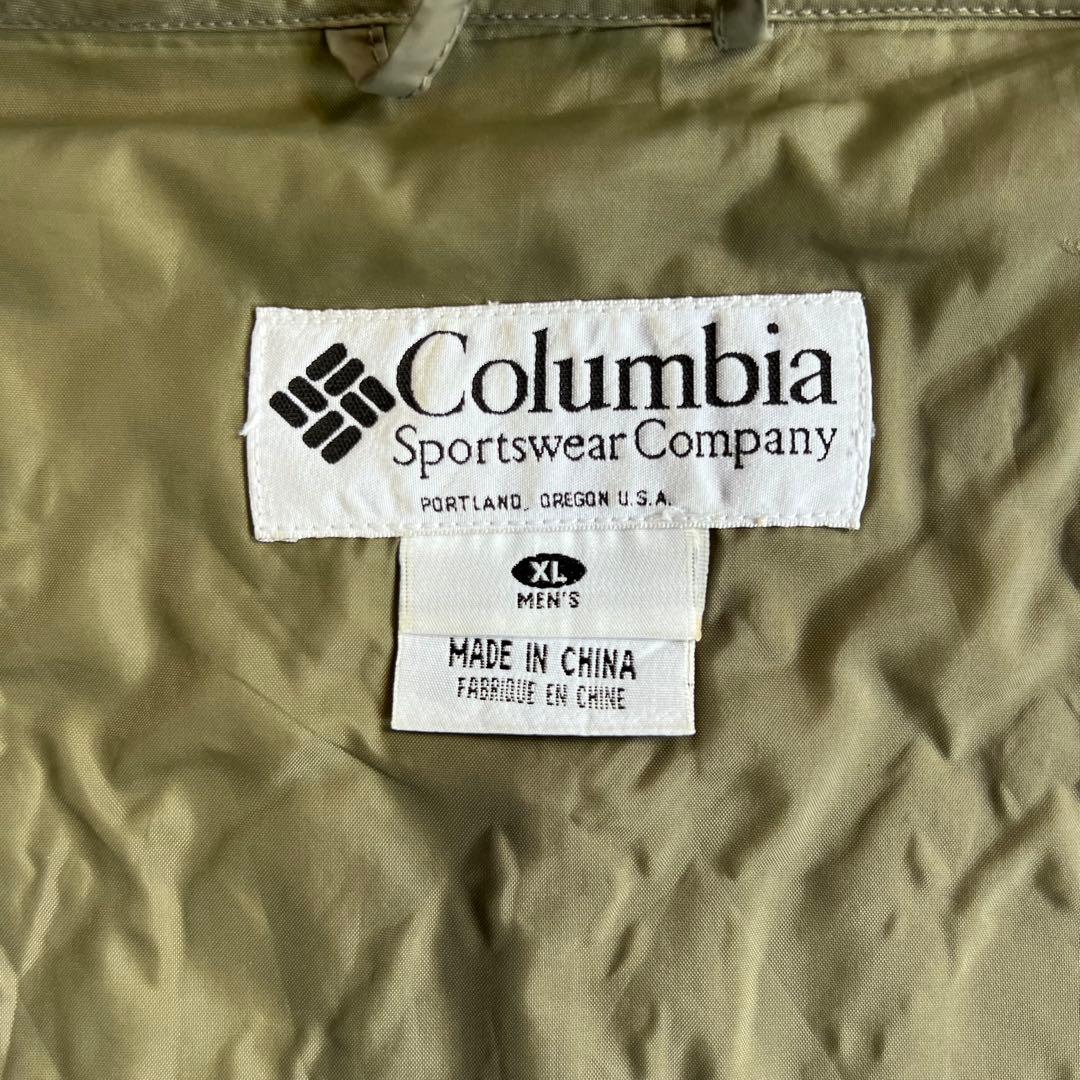 Columbia
Sportswear Company
PORTLAND, OREGON U.S.A.
XL
MEN'S
MADE IN CHINA
FABRIQUE EN CHINE